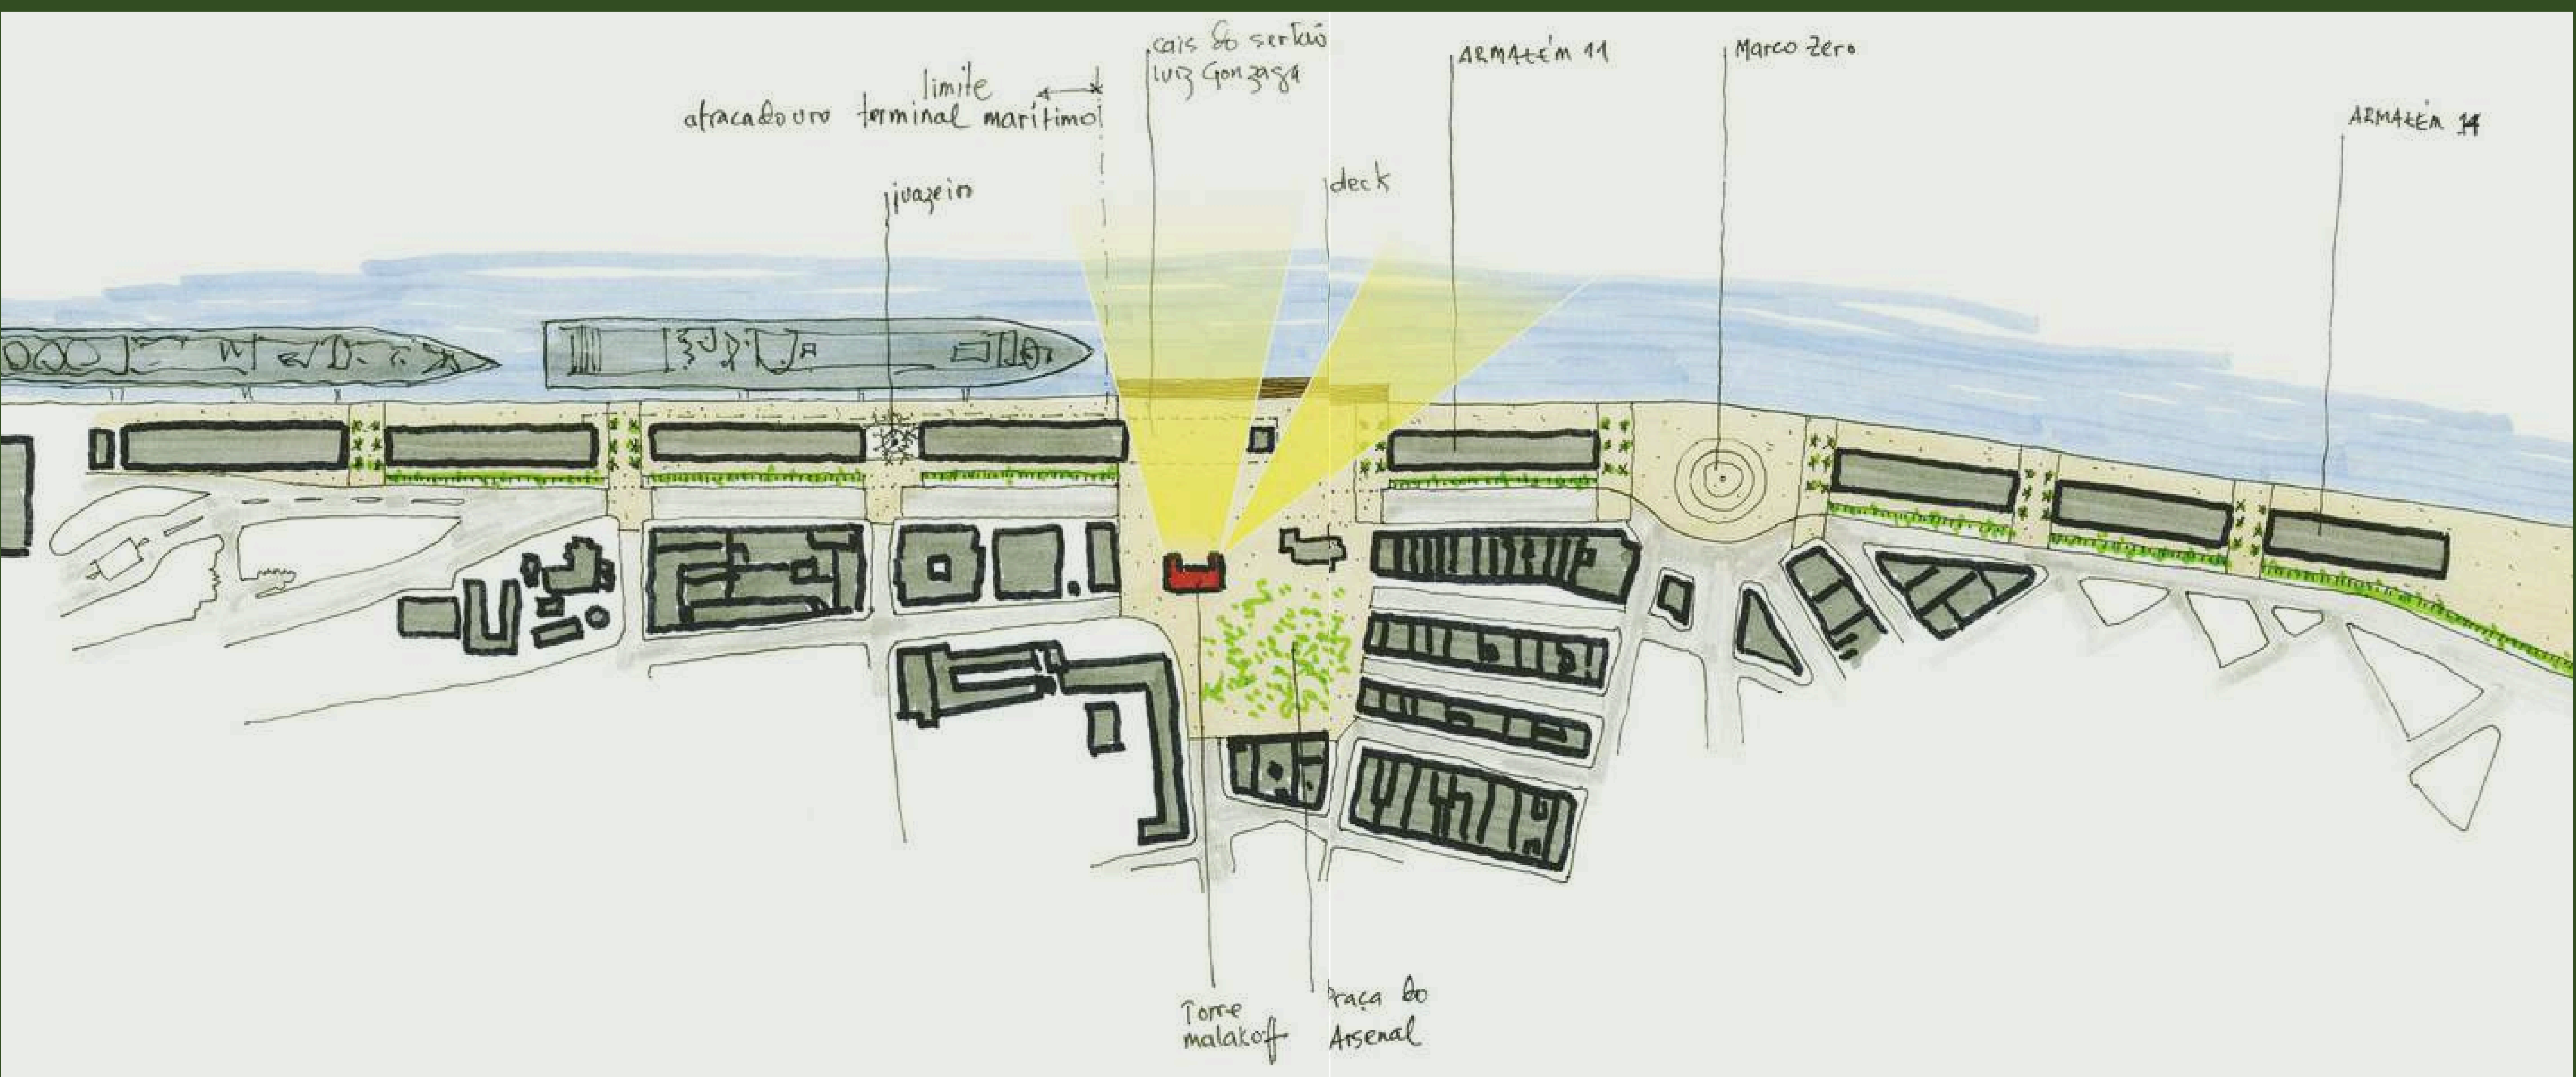 cais do sertão
luiz Gonzaga
ARMAZÉM 11
Marco Zero
limite
atracadouro terminal marítimo
ARMAZÉM 14
juazeiro
deck
Torre
malakoff
Praça do
Arsenal